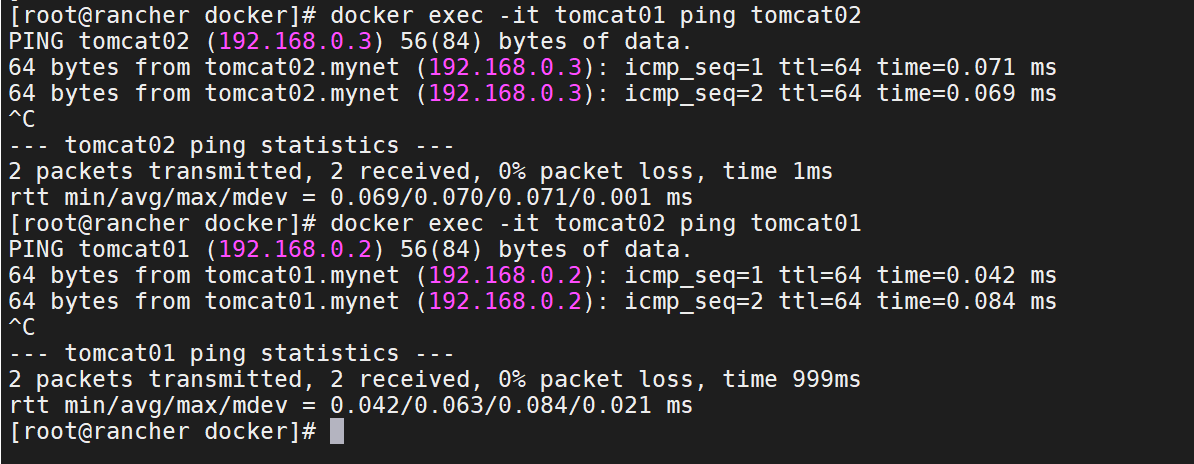 [root@rancher docker]# docker exec -it tomcat01 ping tomcat02
PING tomcat02 (192.168.0.3) 56(84) bytes of data.
64 bytes from tomcat02.mynet (192.168.0.3): icmp_seq=1 ttl=64 time=0.071 ms
64 bytes from tomcat02.mynet (192.168.0.3): icmp_seq=2 ttl=64 time=0.069 ms
^C
--- tomcat02 ping statistics ---
2 packets transmitted, 2 received, 0% packet loss, time 1ms
rtt min/avg/max/mdev = 0.069/0.070/0.071/0.001 ms
[root@rancher docker]# docker exec -it tomcat02 ping tomcat01
PING tomcat01 (192.168.0.2) 56(84) bytes of data.
64 bytes from tomcat01.mynet (192.168.0.2): icmp_seq=1 ttl=64 time=0.042 ms
64 bytes from tomcat01.mynet (192.168.0.2): icmp_seq=2 ttl=64 time=0.084 ms
^C
--- tomcat01 ping statistics ---
2 packets transmitted, 2 received, 0% packet loss, time 999ms
rtt min/avg/max/mdev = 0.042/0.063/0.084/0.021 ms
[root@rancher docker]#